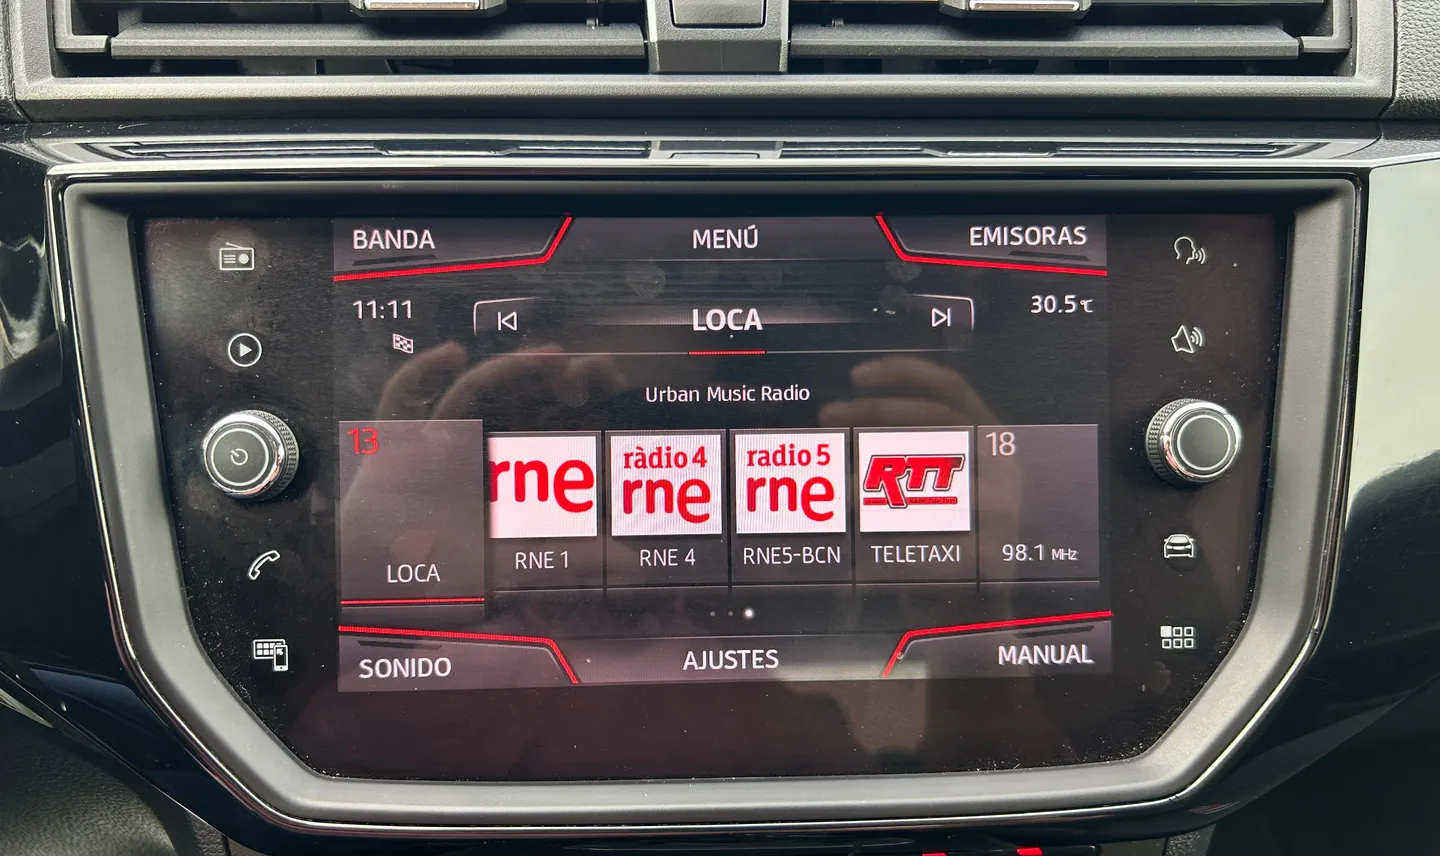 BANDA
MENÚ
EMISORAS
11:11
LOCA
30.5℃
Urban Music Radio
13
LOCA
rne
RNE 1
ràdio 4
rne
RNE 4
radio 5
rne
RNE5-BCN
RTT
TELETAXI
18
98.1 MHz
SONIDO
AJUSTES
MANUAL